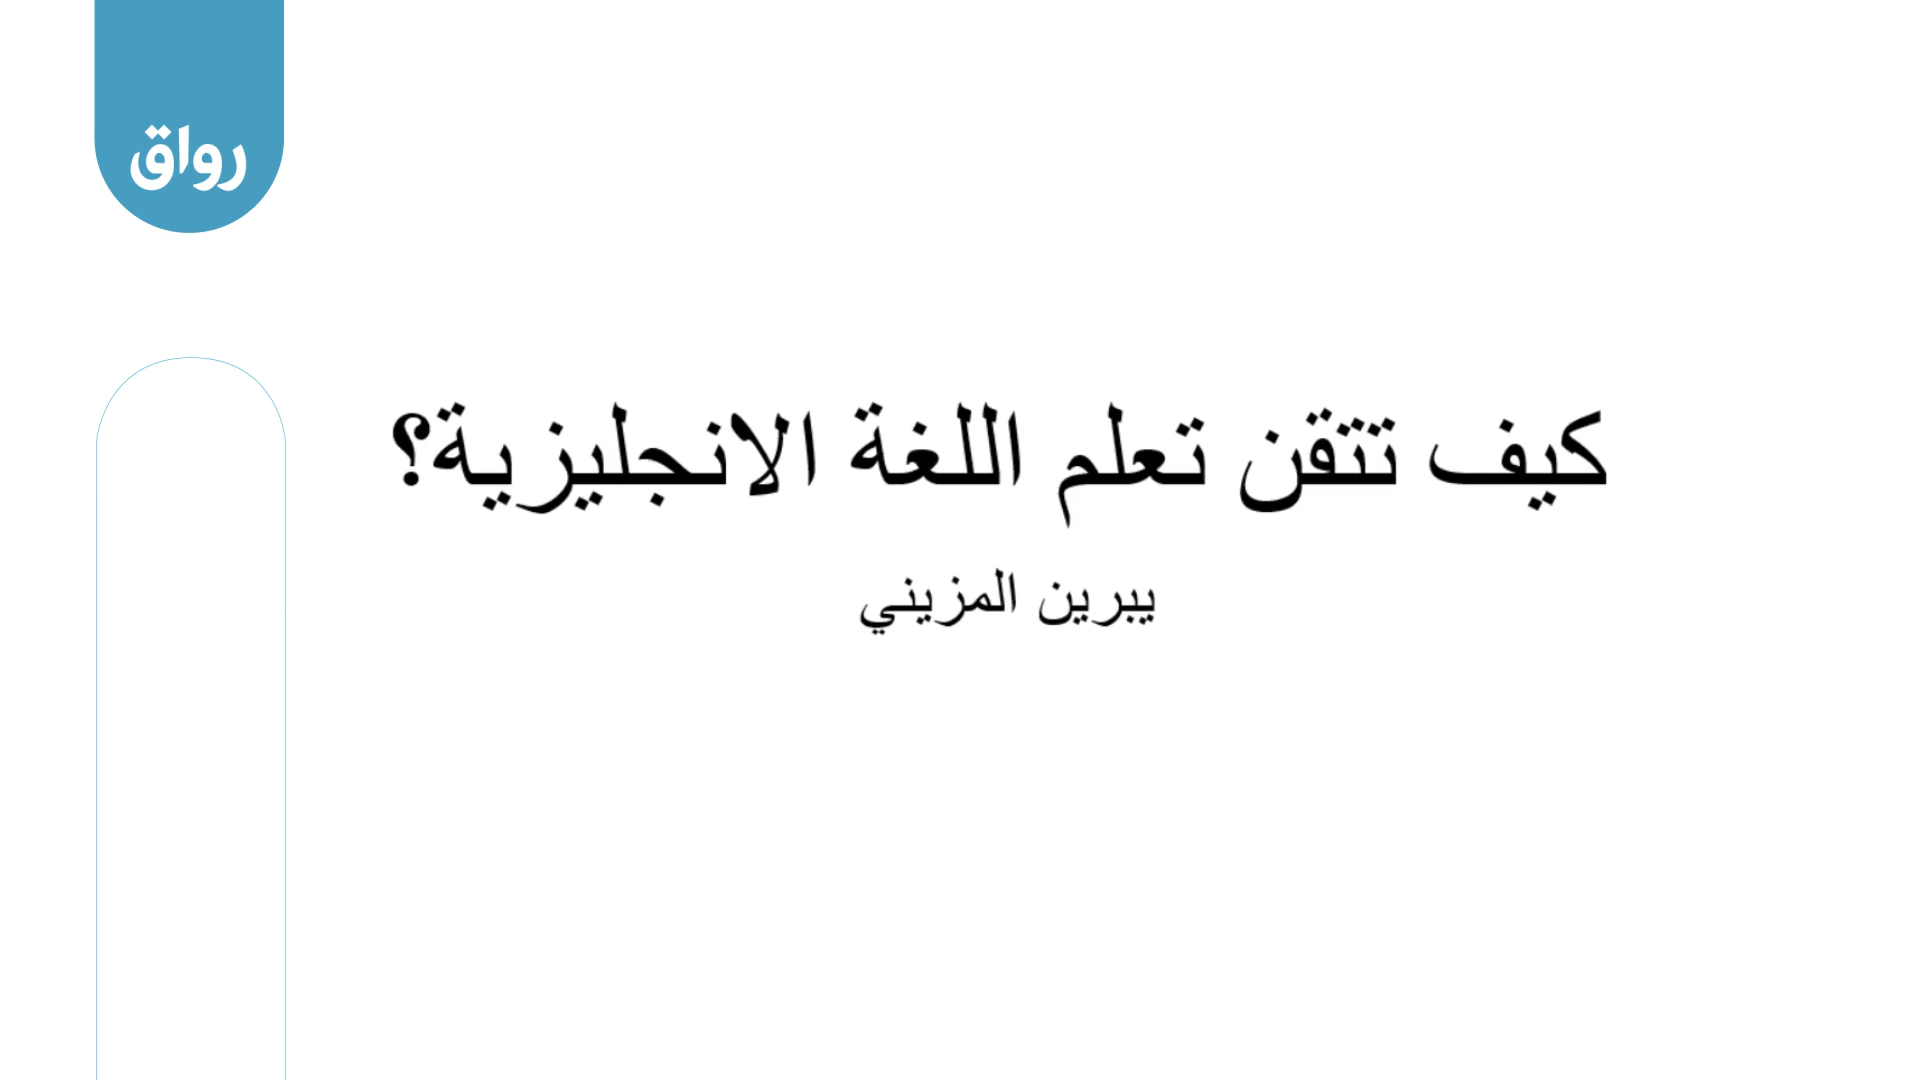 رواق
كيف تتقن تعلم اللغة الانجليزية؟
يبرين المزيني